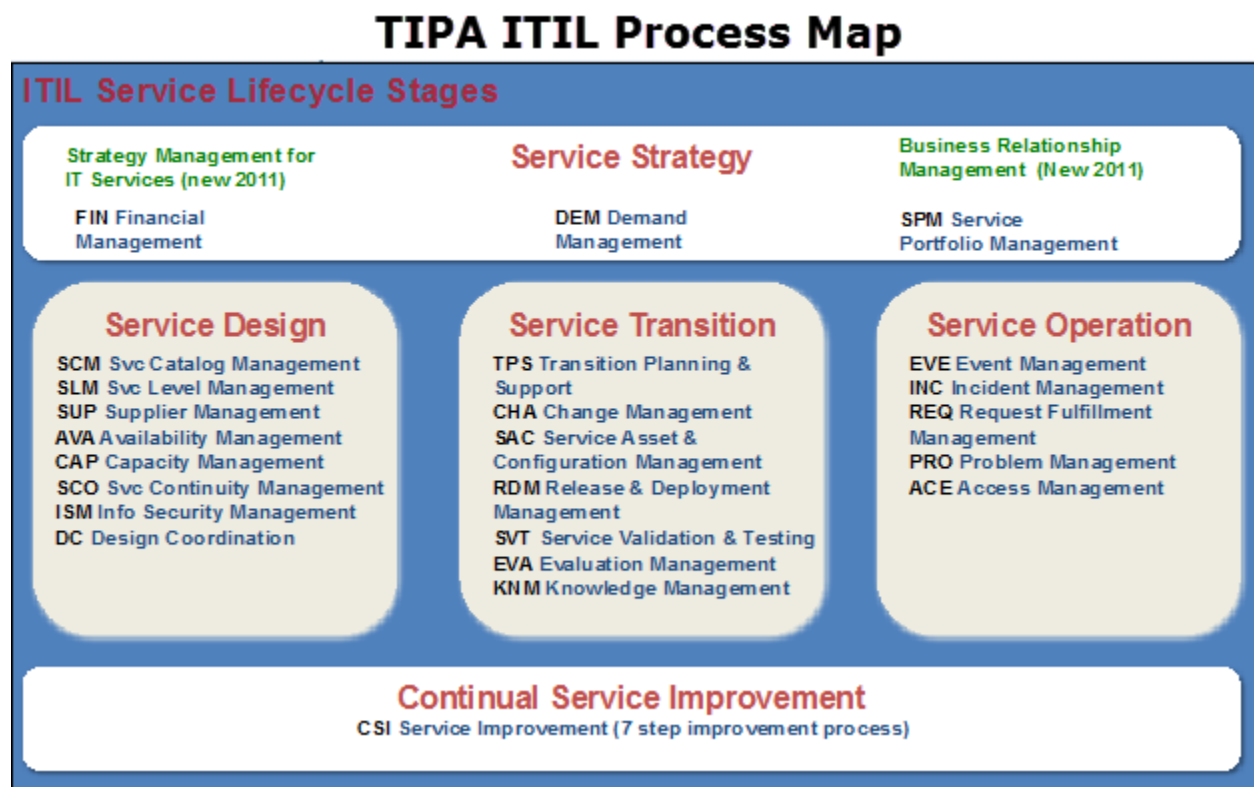 TIPA ITIL Process Map
ITIL Service Lifecycle Stages
Strategy Management for
IT Services (new 2011)
FIN Financial
Management
Service Strategy
DEM Demand
Management
Business Relationship
Management (New 2011)
SPM Service
Portfolio Management
Service Design
SCM Svc Catalog Management
SLM Svc Level Management
SUP Supplier Management
AVA Availability Management
CAP Capacity Management
SCO Svc Continuity Management
ISM Info Security Management
DC Design Coordination
Service Transition
TPS Transition Planning &
Support
CHA Change Management
SAC Service Asset &
Configuration Management
RDM Release & Deployment
Management
SVT Service Validation & Testing
EVA Evaluation Management
KNM Knowledge Management
Service Operation
EVE Event Management
INC Incident Management
REQ Request Fulfillment
Management
PRO Problem Management
ACE Access Management
Continual Service Improvement
CSI Service Improvement (7 step improvement process)